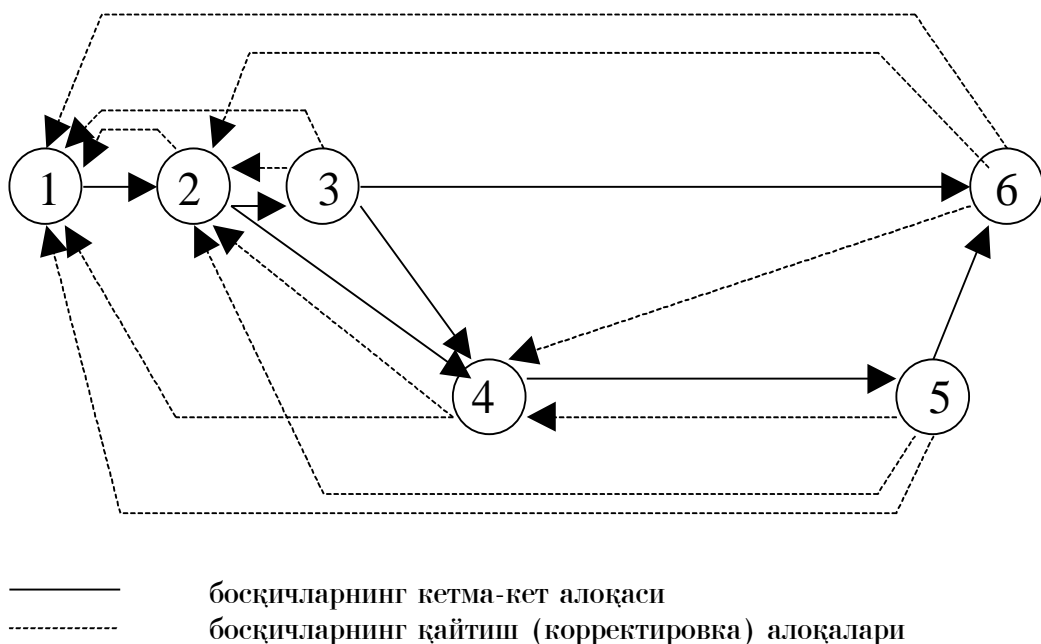 1 2 3 6
4 5
босқичларнинг кетма-кет алоқаси
босқичларнинг қайтиш (корректировка) алоқалари